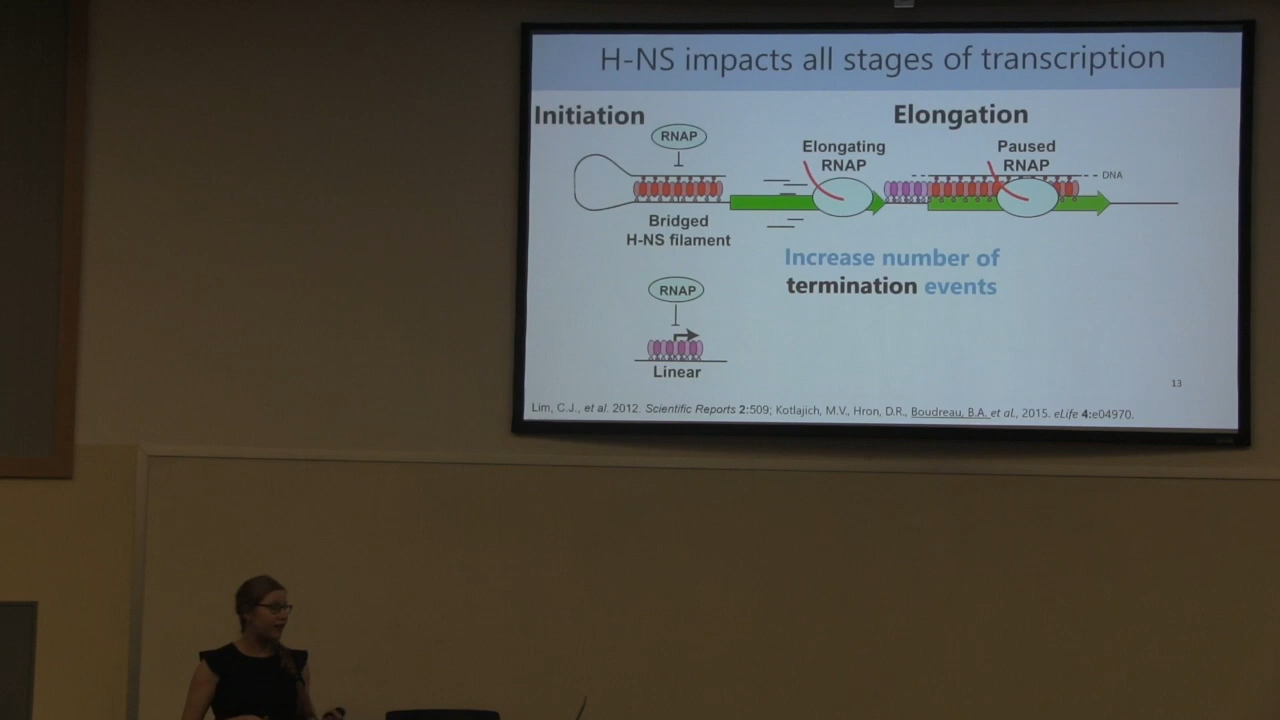 H-NS impacts all stages of transcription
Initiation
Elongation
RNAP
Elongating
RNAP
Paused
RNAP
DNA
Bridged
H-NS filament
Increase number of
termination events
RNAP
Linear
13
Lim, C.J., et al. 2012. Scientific Reports 2:509; Kotlajich, M.V., Hron, D.R., Boudreau, B.A. et al., 2015. eLife 4:e04970.